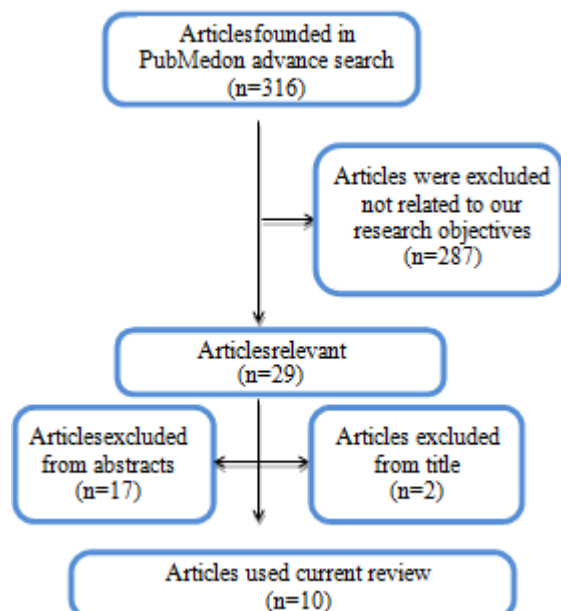 Articlesfounded in
PubMedon advance search
(n=316)
Articles were excluded
not related to our
research objectives
(n=287)
Articlesrelevant
(n=29)
Articlesexcluded
from abstracts
(n=17)
Articles excluded
from title
(n=2)
Articles used current review
(n=10)